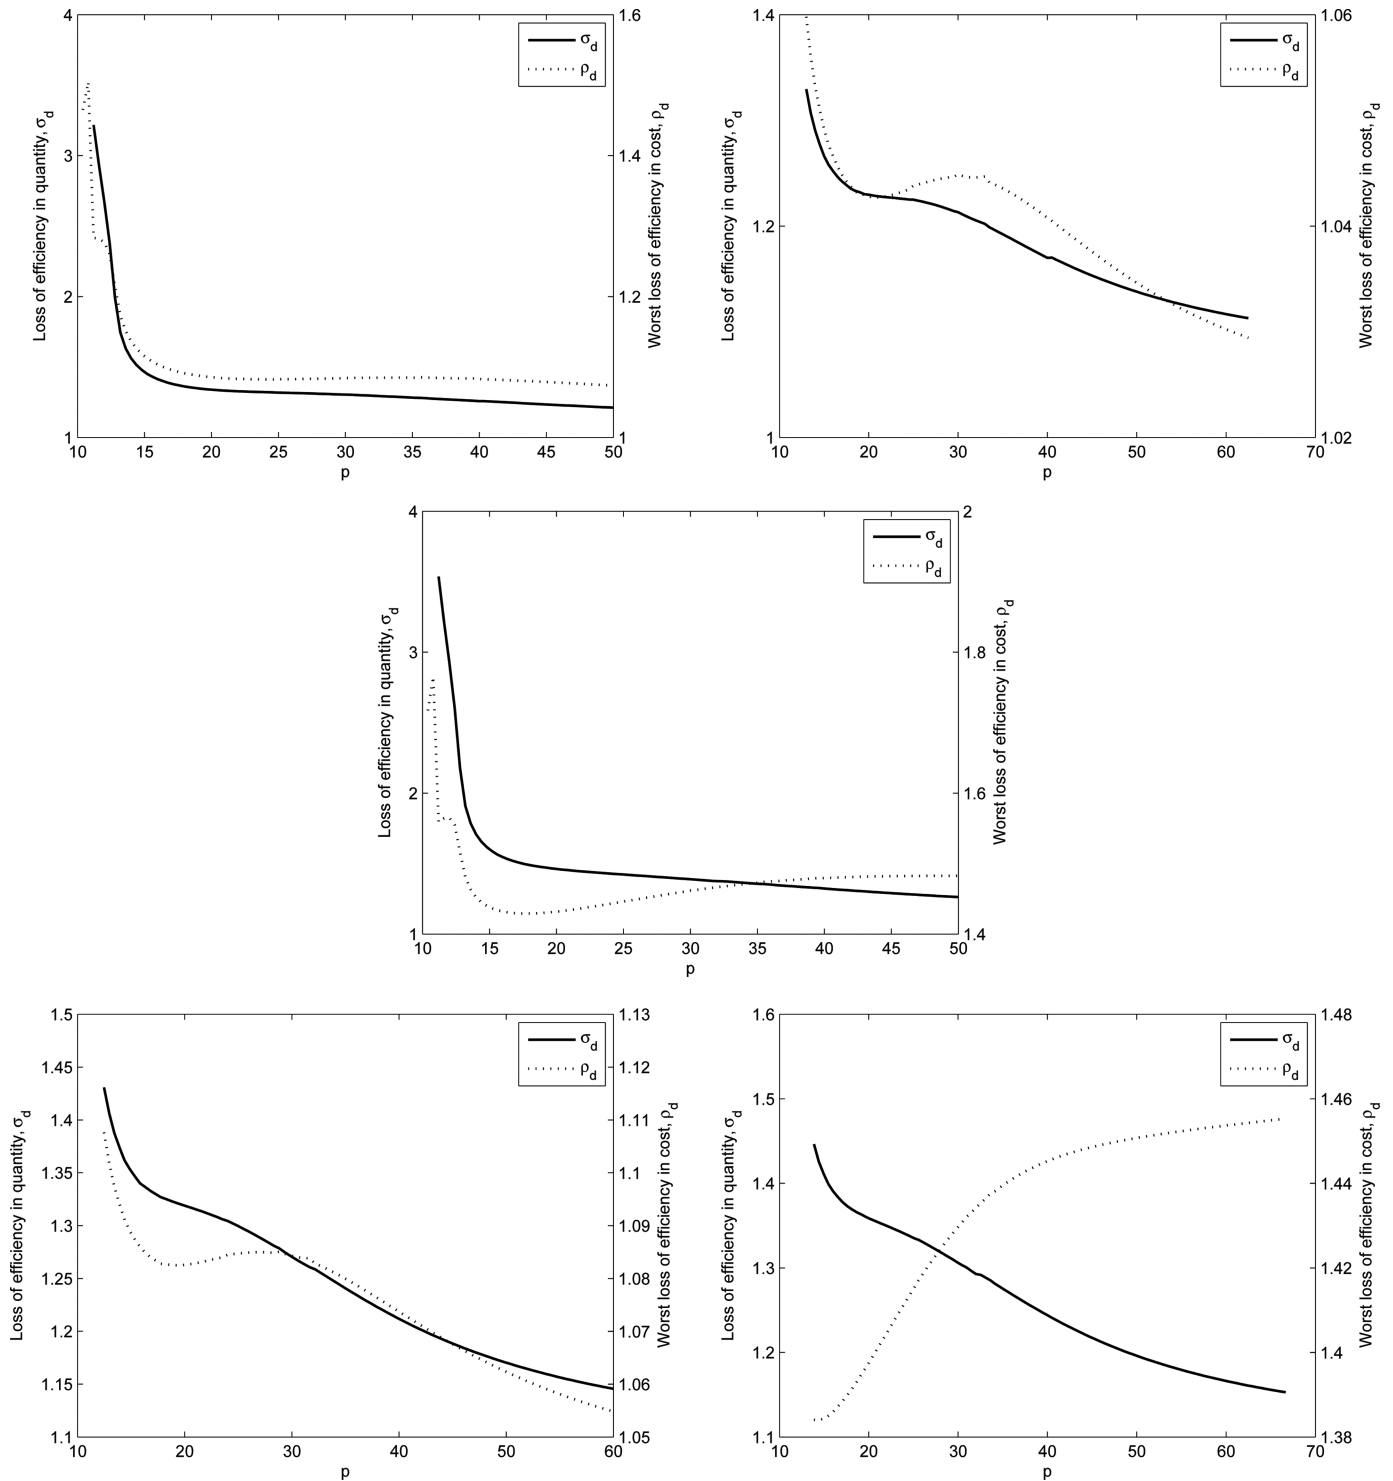 4
3
2
1
Loss of efficiency in quantity, σd
1.6
1.4
1.2
1
Worst loss of efficiency in cost, ρd
σd
ρd
10 15 20 25 30 35 40 45 50
p
1.4
1.2
1
Loss of efficiency in quantity, σd
1.06
1.04
1.02
Worst loss of efficiency in cost, ρd
σd
ρd
10 20 30 40 50 60 70
p
4
3
2
1
Loss of efficiency in quantity, σd
2
1.8
1.6
1.4
Worst loss of efficiency in cost, ρd
σd
ρd
10 15 20 25 30 35 40 45 50
p
1.5
1.45
1.4
1.35
1.3
1.25
1.2
1.15
1.1
Loss of efficiency in quantity, σd
1.13
1.12
1.11
1.1
1.09
1.08
1.07
1.06
1.05
Worst loss of efficiency in cost, ρd
σd
ρd
10 20 30 40 50 60
p
1.6
1.5
1.4
1.3
1.2
1.1
Loss of efficiency in quantity, σd
1.48
1.46
1.44
1.42
1.4
1.38
Worst loss of efficiency in cost, ρd
σd
ρd
10 20 30 40 50 60 70
p